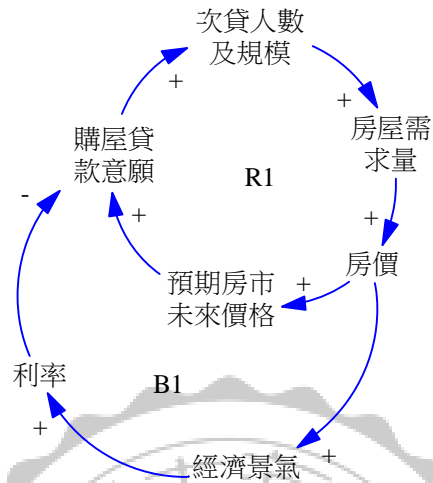 次貸人數
及規模
+
+
購屋貸
款意願
房屋需
求量
R1
-
+
+
房價
預期房市
未來價格
+
利率
B1
+
經濟景氣
+